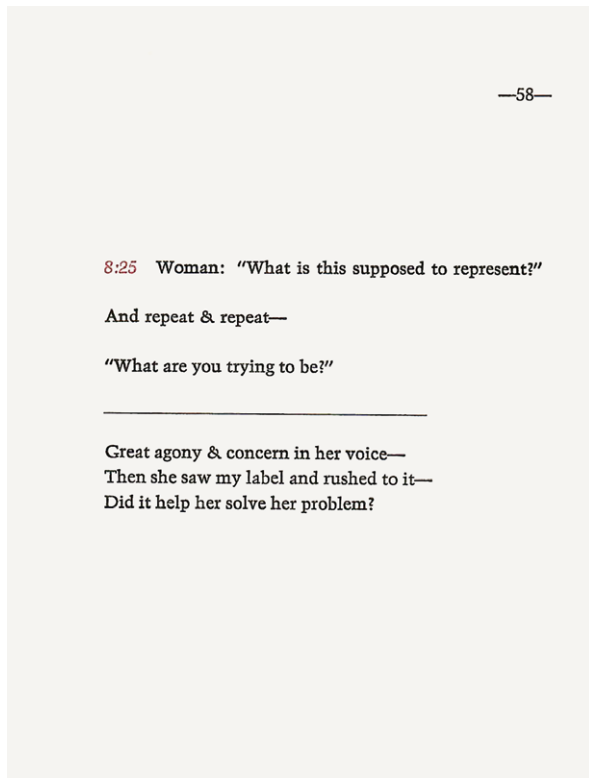 —58—
8:25 Woman: “What is this supposed to represent?”
And repeat & repeat—
“What are you trying to be?”
Great agony & concern in her voice—
Then she saw my label and rushed to it—
Did it help her solve her problem?